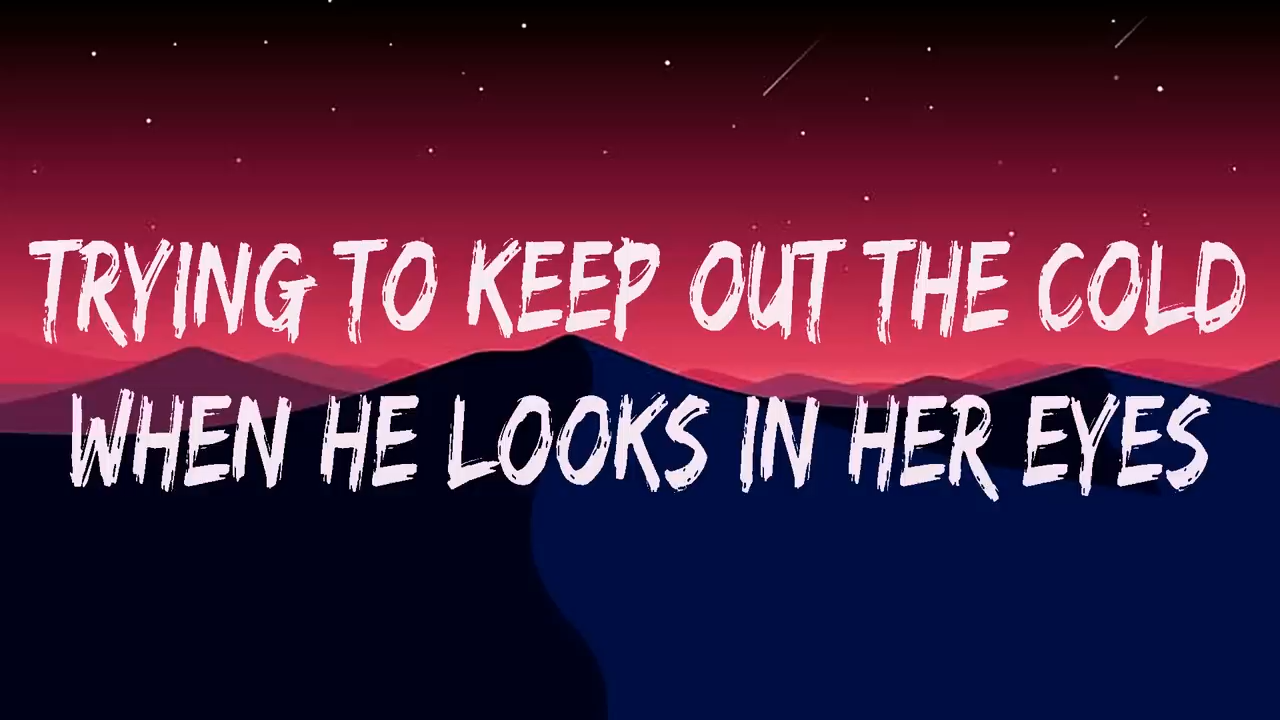 TRYING TO KEEP OUT THE COLD
WHEN HE LOOKS IN HER EYES